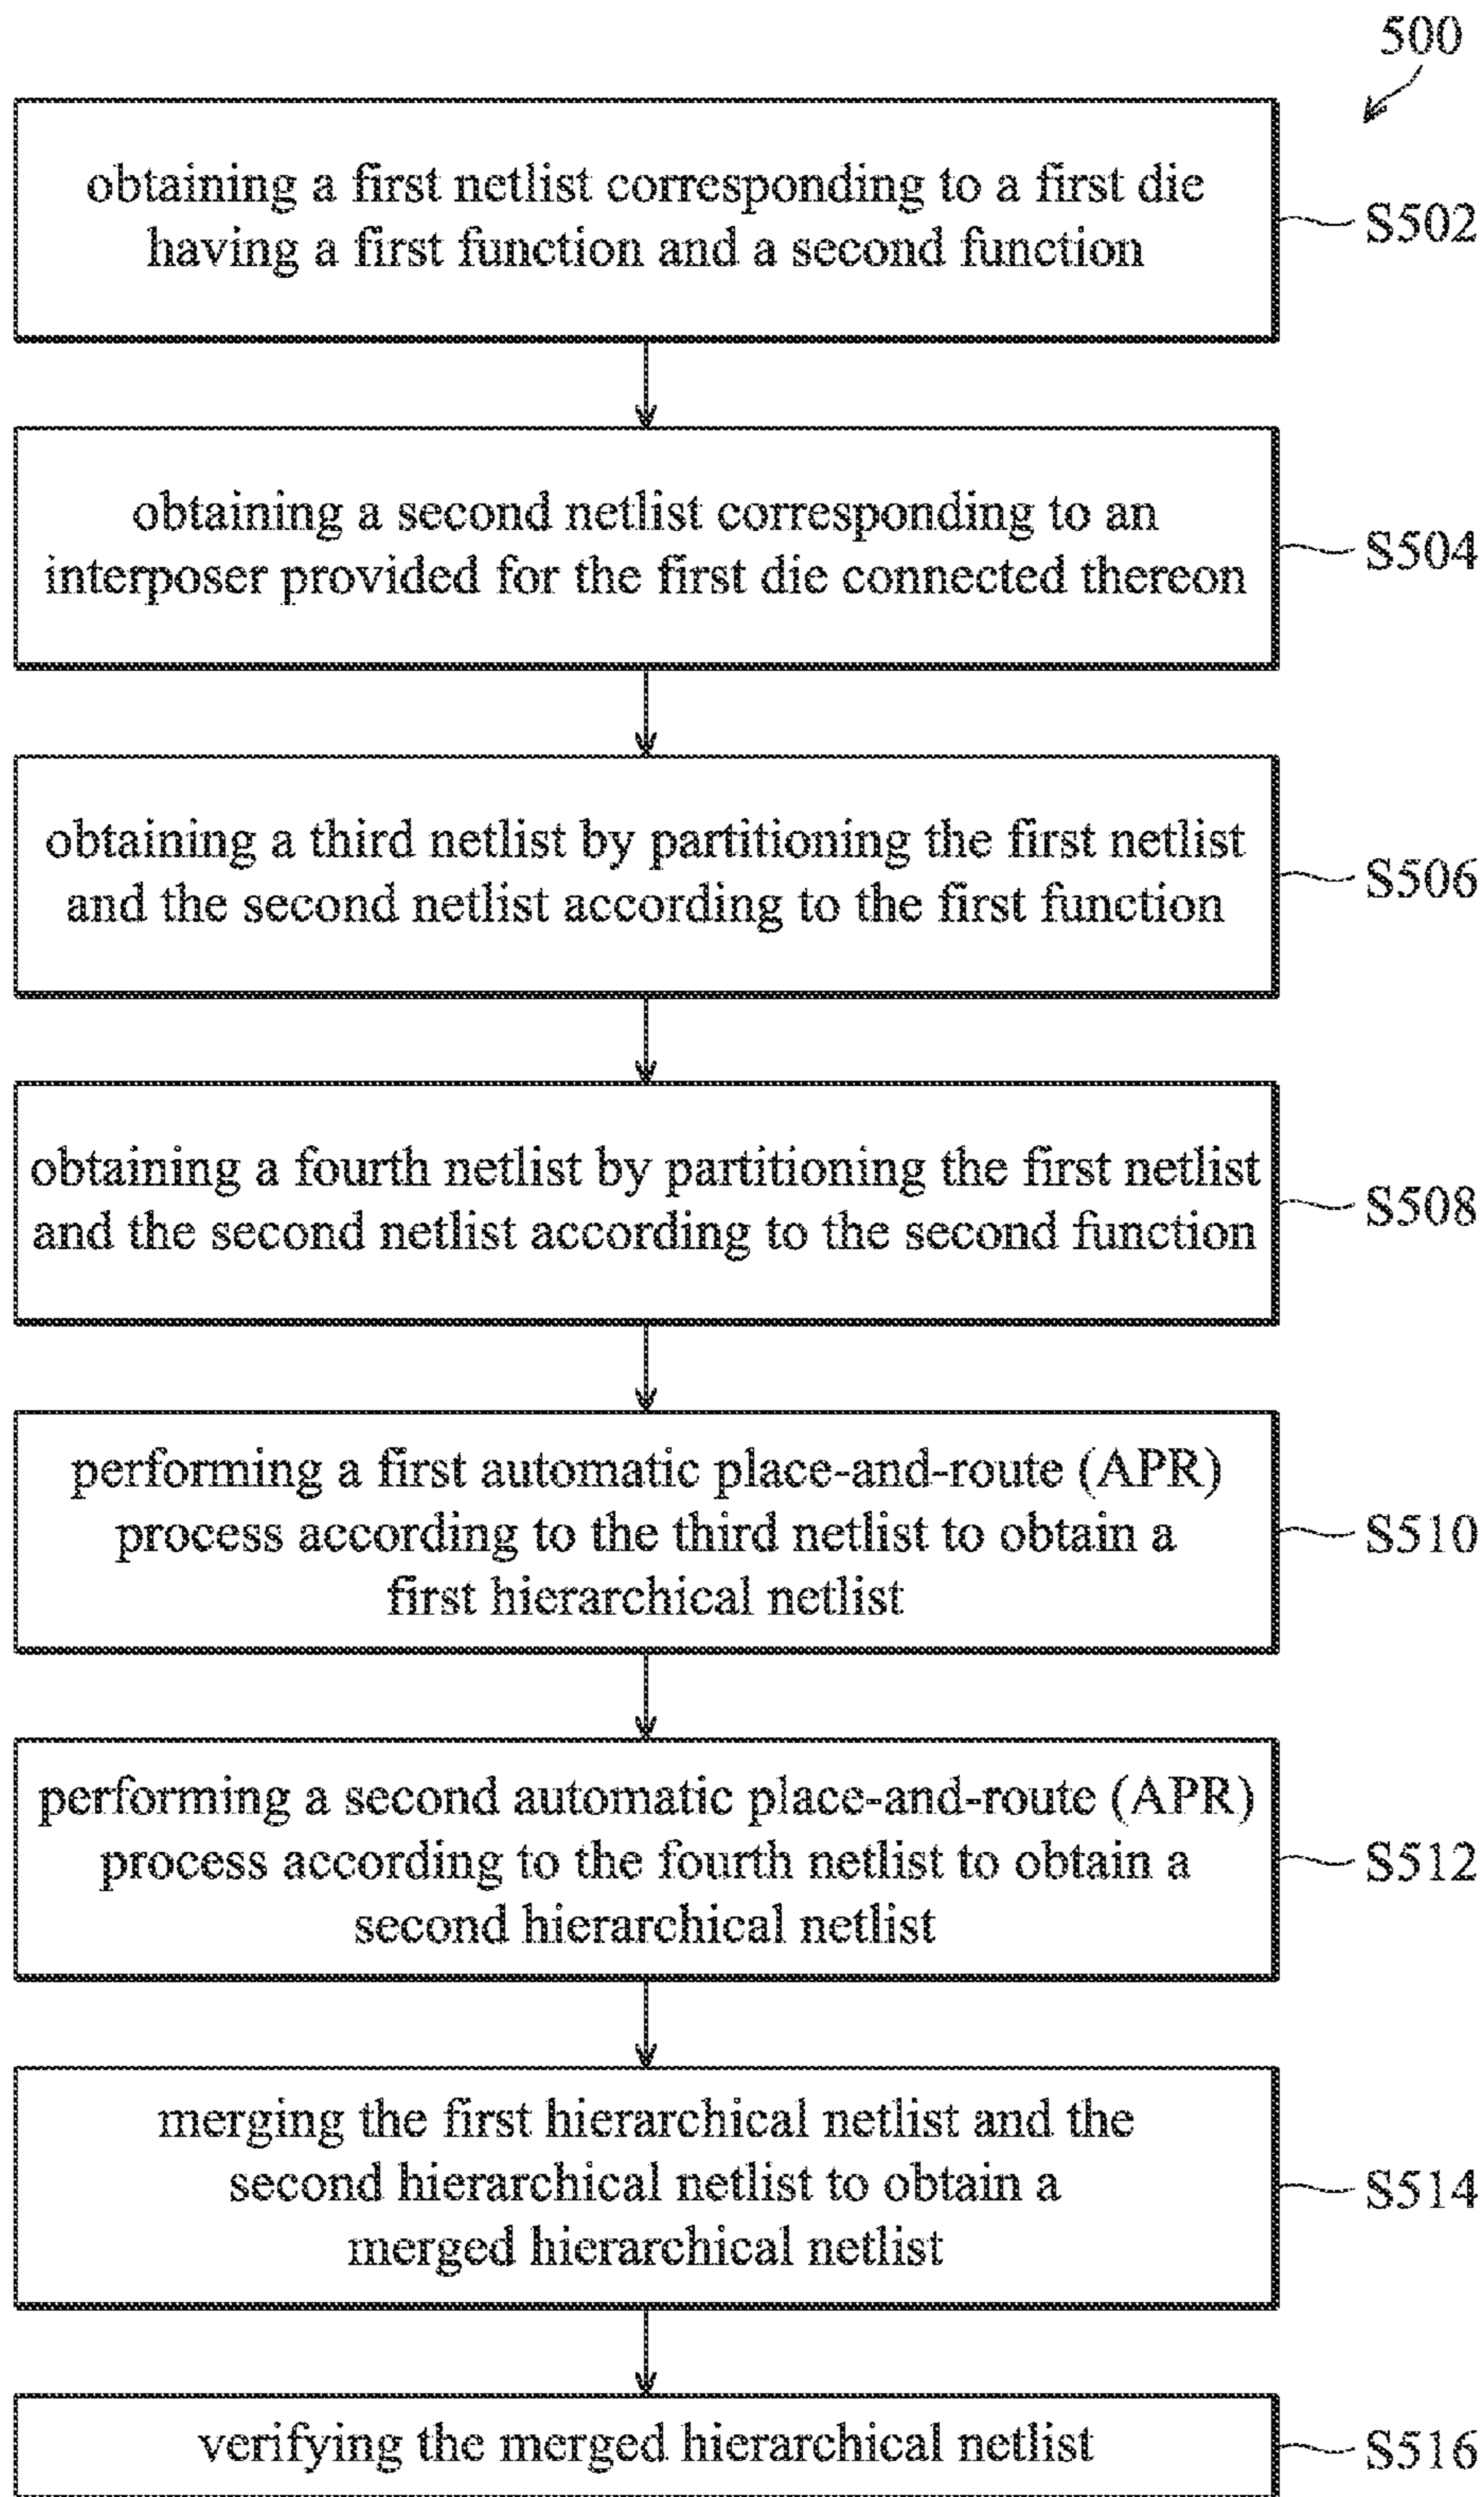 500
obtaining a first netlist corresponding to a first die
having a first function and a second function
S502
obtaining a second netlist corresponding to an
interposer provided for the first die connected thereon
S504
obtaining a third netlist by partitioning the first netlist
and the second netlist according to the first function
S506
obtaining a fourth netlist by partitioning the first netlist
and the second netlist according to the second function
S508
performing a first automatic place-and-route (APR)
process according to the third netlist to obtain a
first hierarchical netlist
S510
performing a second automatic place-and-route (APR)
process according to the fourth netlist to obtain a
second hierarchical netlist
S512
merging the first hierarchical netlist and the
second hierarchical netlist to obtain a
merged hierarchical netlist
S514
verifying the merged hierarchical netlist
S516